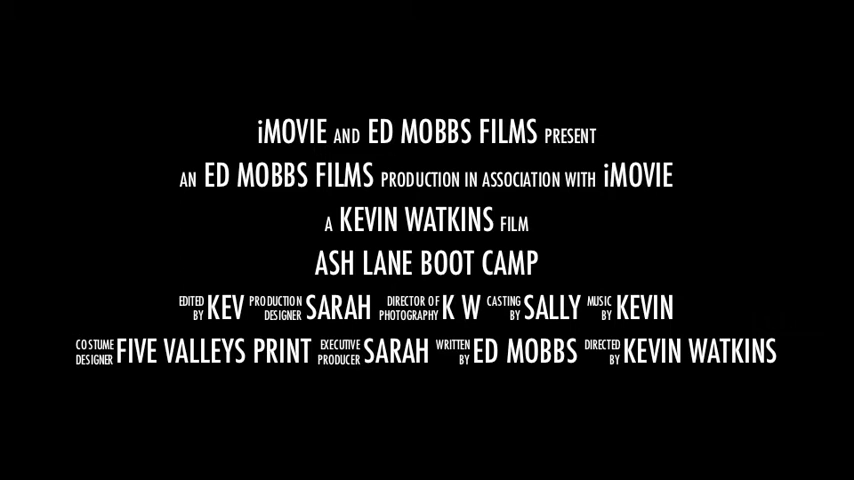 iMOVIE AND ED MOBBS FILMS PRESENT
AN ED MOBBS FILMS PRODUCTION IN ASSOCIATION WITH iMOVIE
A KEVIN WATKINS FILM
ASH LANE BOOT CAMP
EDITED BY KEV PRODUCTION DESIGNER SARAH DIRECTOR OF PHOTOGRAPHY K W CASTING BY SALLY MUSIC BY KEVIN
COSTUME DESIGNER FIVE VALLEYS PRINT EXECUTIVE PRODUCER SARAH WRITTEN BY ED MOBBS DIRECTED BY KEVIN WATKINS